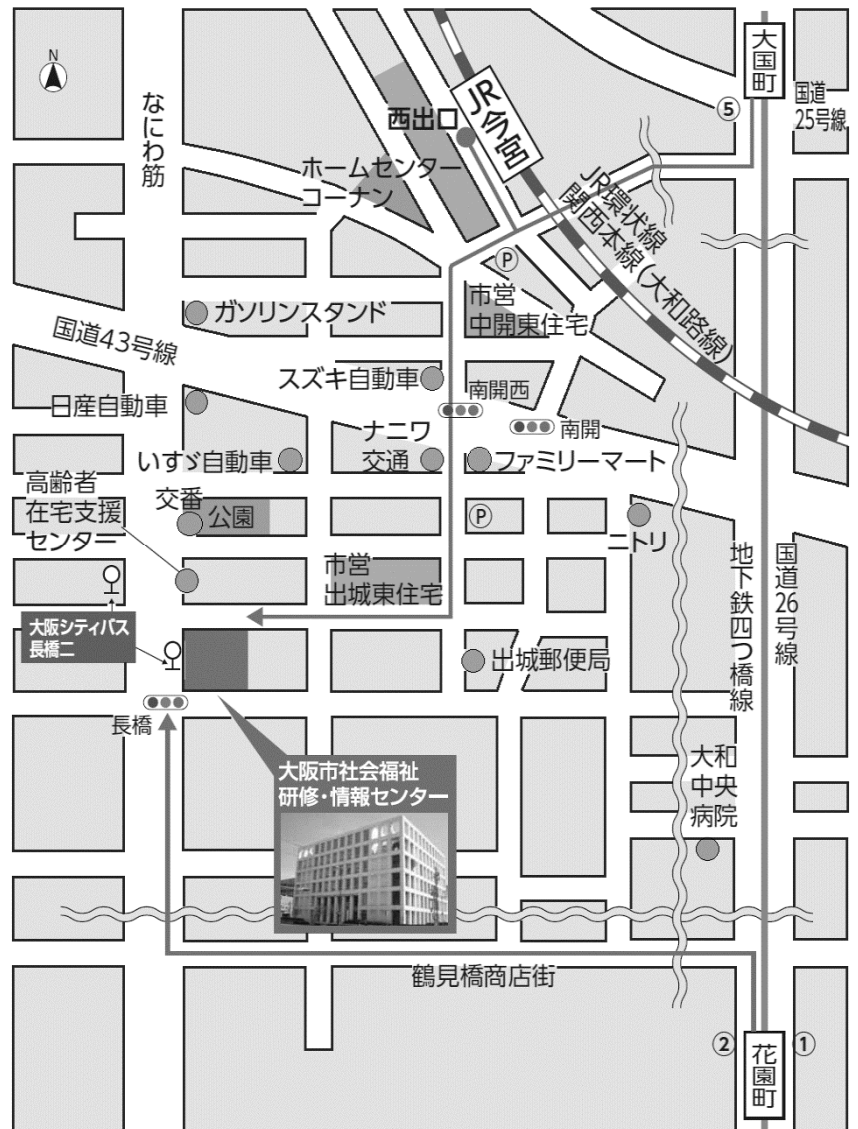 N
なにわ筋
大国町
⑤
国道
25号線
西出口
JR今宮
ホームセンター
コーナン
JR環状線
関西本線(大和路線)
P
市営
中開東住宅
ガソリンスタンド
国道43号線
スズキ自動車
南開西
日産自動車
南開
ナニワ
交通
いすゞ自動車
ファミリーマート
高齢者
在宅支援
センター
交番
公園
P
ニトリ
市営
出城東住宅
地下鉄四つ橋線
国道26号線
大阪シティバス
長橋二
出城郵便局
長橋
大阪市社会福祉
研修・情報センター
大和
中央
病院
鶴見橋商店街
②
花園町
①